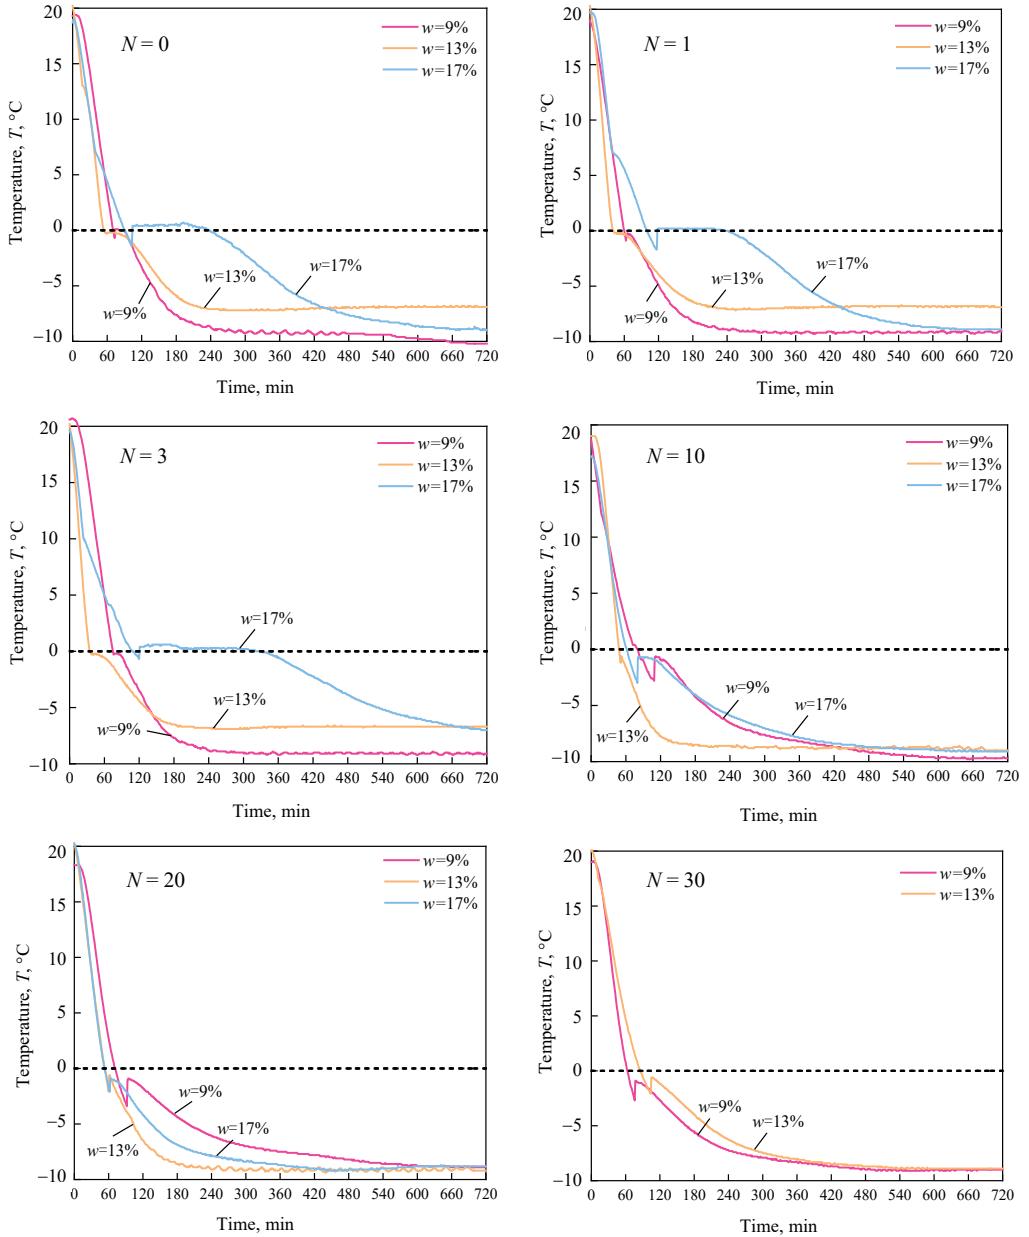 N = 0
w=9%
w=13%
w=17%
Temperature, T, °C
20
15
10
5
0
−5
−10
w=13%
w=17%
w=9%
0 60 120 180 240 300 360 420 480 540 600 660 720
Time, min
N = 1
w=9%
w=13%
w=17%
Temperature, T, °C
20
15
10
5
0
−5
−10
w=17%
w=13%
w=9%
0 60 120 180 240 300 360 420 480 540 600 660 720
Time, min
N = 3
w=9%
w=13%
w=17%
Temperature, T, °C
20
15
10
5
0
−5
−10
w=17%
w=13%
w=9%
0 60 120 180 240 300 360 420 480 540 600 660 720
Time, min
N = 10
w=9%
w=13%
w=17%
Temperature, T, °C
20
15
10
5
0
−5
−10
w=9%
w=17%
w=13%
0 60 120 180 240 300 360 420 480 540 600 660 720
Time, min
N = 20
w=9%
w=13%
w=17%
Temperature, T, °C
20
15
10
5
0
−5
−10
w=9%
w=17%
w=13%
0 60 120 180 240 300 360 420 480 540 600 660 720
Time, min
N = 30
w=9%
w=13%
Temperature, T, °C
20
15
10
5
0
−5
−10
w=9%
w=13%
0 60 120 180 240 300 360 420 480 540 600 660 720
Time, min